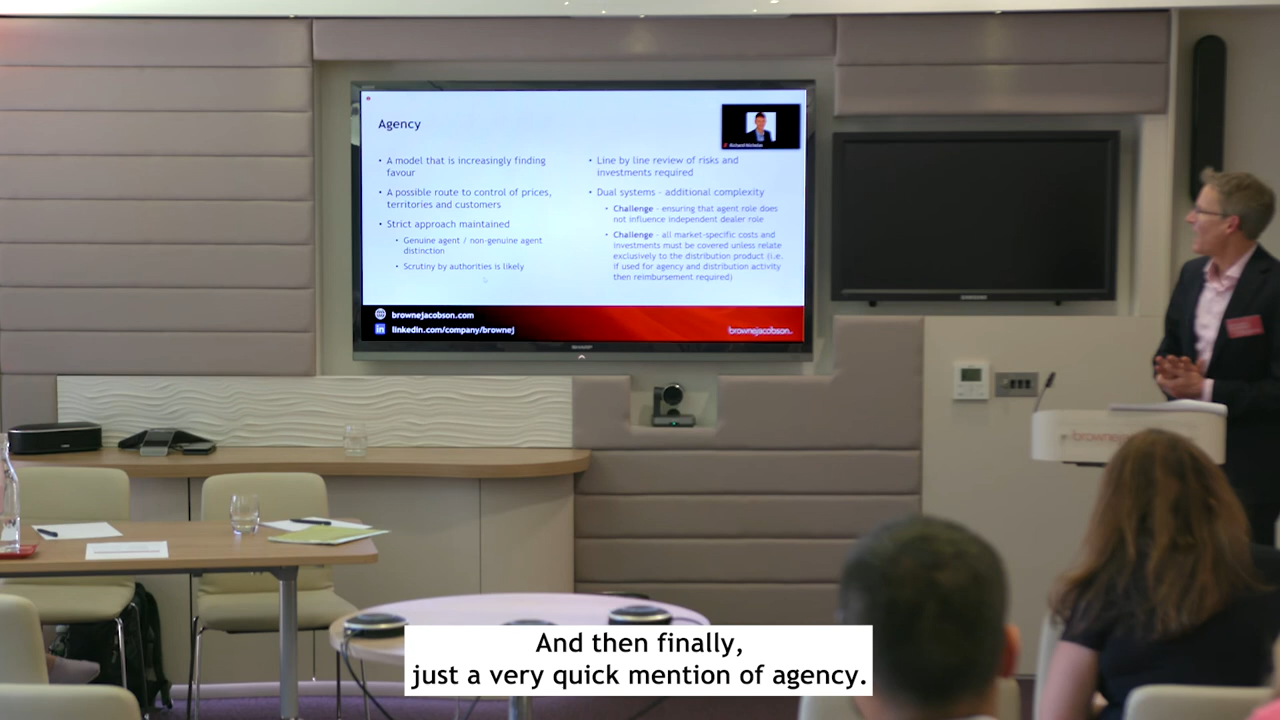 Agency
• A model that is increasingly finding
favour
• A possible route to control of prices,
territories and customers
• Strict approach maintained
• Genuine agent / non-genuine agent
distinction
• Scrutiny by authorities is likely
• Line by line review of risks and
investments required
• Dual systems - additional complexity
• Challenge - ensuring that agent role does
not influence independent dealer role
• Challenge - all market-specific costs and
investments must be covered unless relate
exclusively to the distribution product (i.e.
if used for agency and distribution activity
then reimbursement required)
brownejacobson.com
in linkedin.com/company/brownej
brownejacobson
SHARP
SAMSUNG
brownejacobson
And then finally,
just a very quick mention of agency.